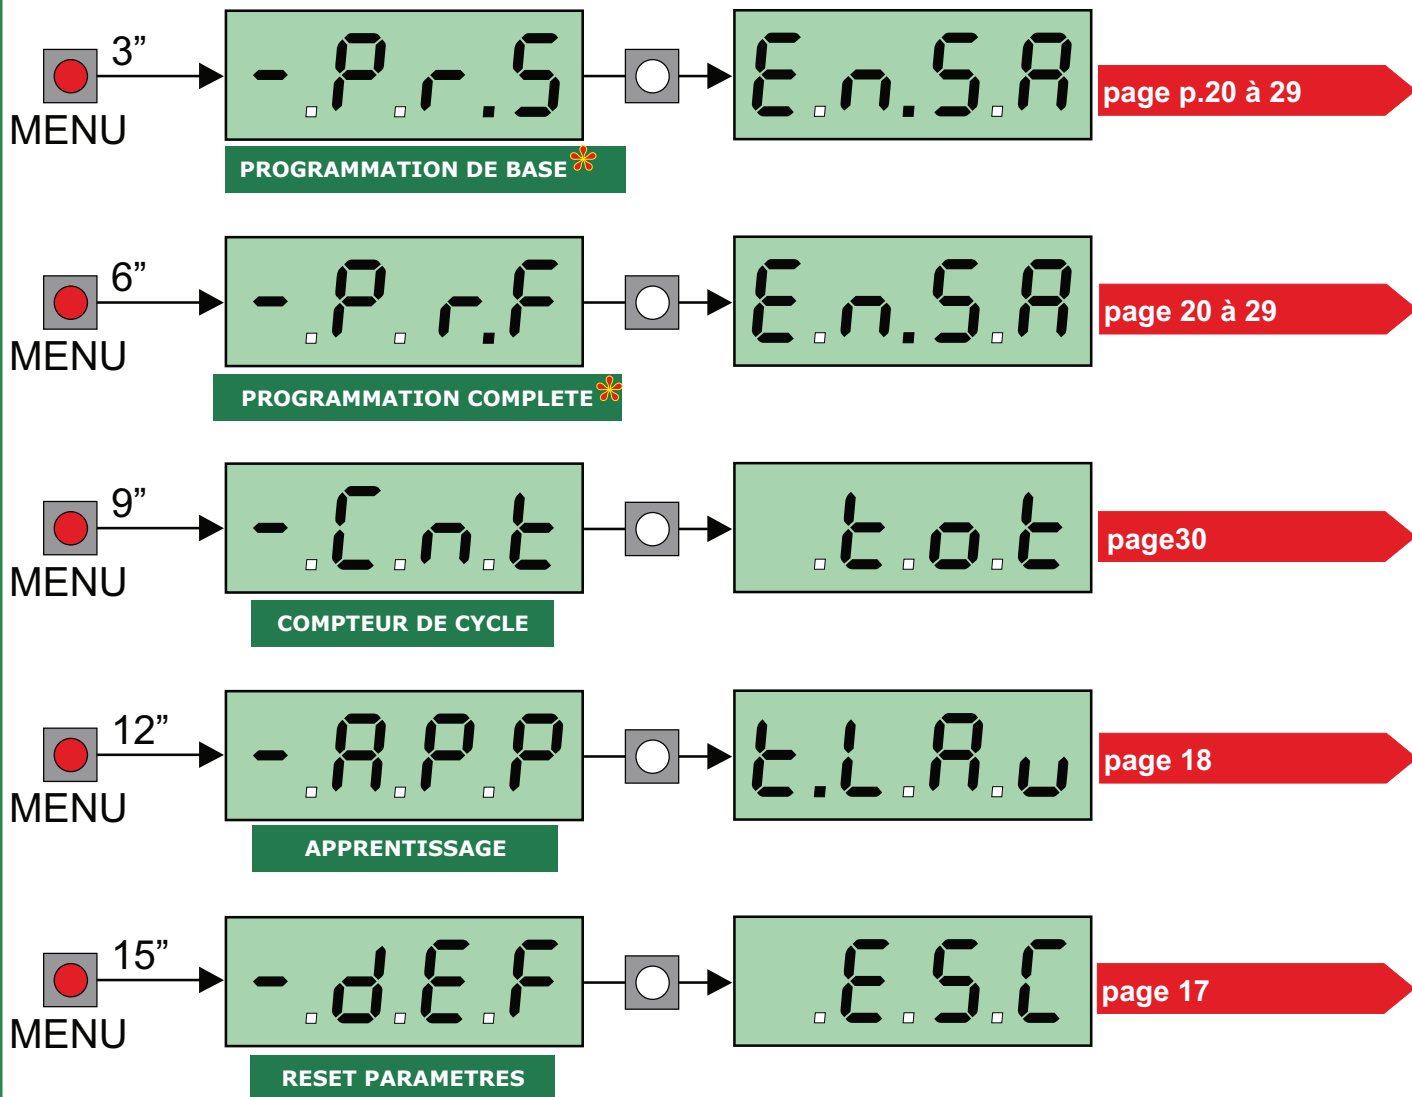 3”
-.P.r.S
E.n.S.A
page p.20 à 29
MENU
PROGRAMMATION DE BASE*
6”
-.P.r.F
E.n.S.A
page 20 à 29
MENU
PROGRAMMATION COMPLETE*
9”
-.C.n.t
.t.o.t
page30
MENU
COMPTEUR DE CYCLE
12”
-.A.P.P
t.L.A.u
page 18
MENU
APPRENTISSAGE
15”
-.d.E.F
.E.S.C
page 17
MENU
RESET PARAMETRES